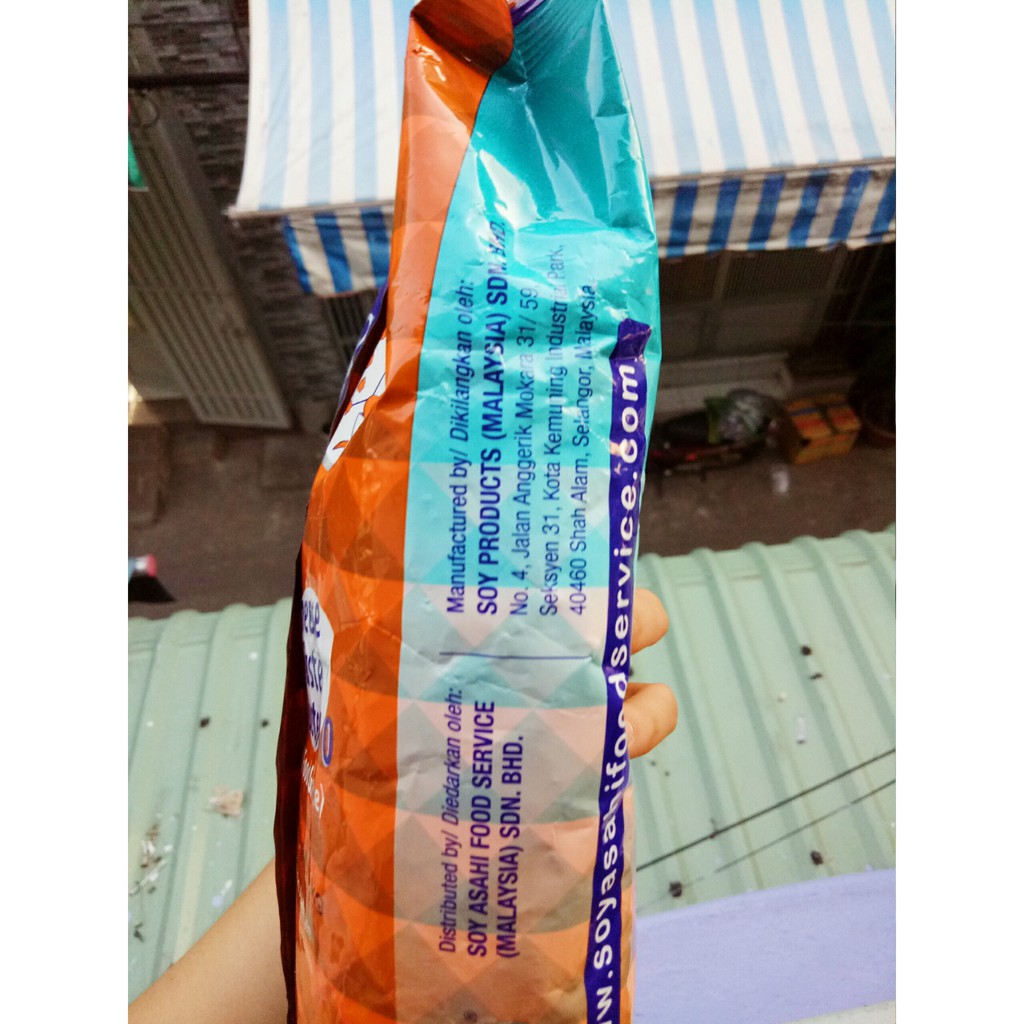 Manufactured by/ Dikilangkan oleh:
SOY PRODUCTS (MALAYSIA) SDN. BHD.
No. 4, Jalan Anggerik Mokara 31/ 59
Seksyen 31, Kota Kemuning Industrial Park,
40460 Shah Alam, Selangor, Malaysia
Distributed by/ Diedarkan oleh:
SOY ASAHI FOOD SERVICE
(MALAYSIA) SDN. BHD.
w.soyasahifoodservice.com